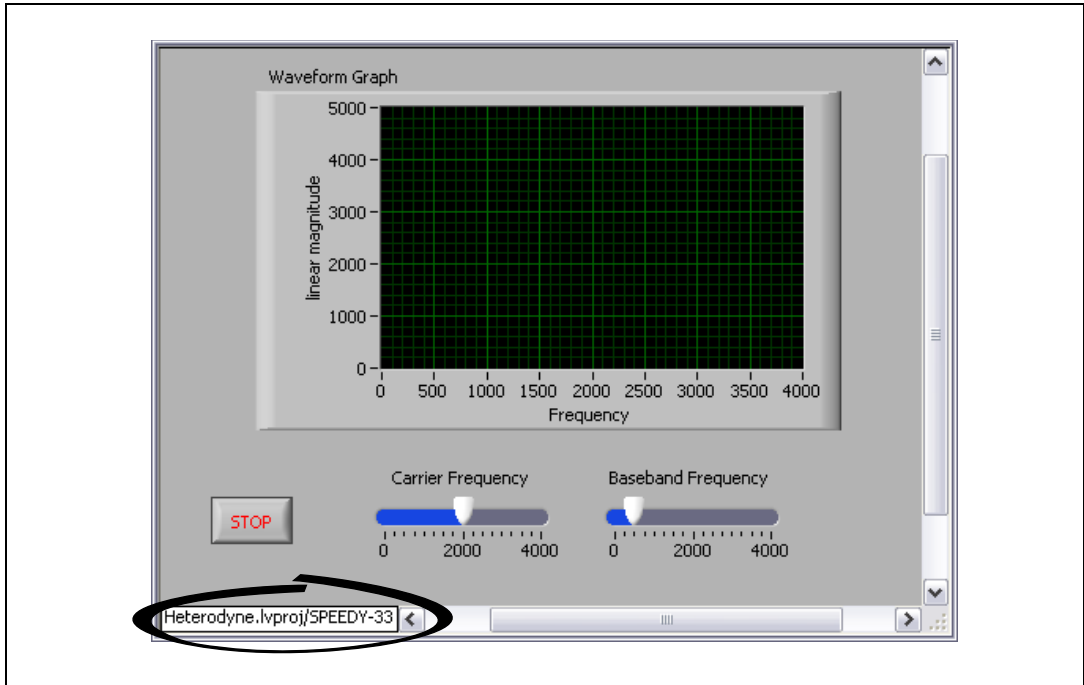 Waveform Graph
5000
4000
3000
2000
1000
0
linear magnitude
0 500 1000 1500 2000 2500 3000 3500 4000
Frequency
Carrier Frequency
0 2000 4000
Baseband Frequency
0 2000 4000
STOP
Heterodyne.lvproj/SPEEDY-33